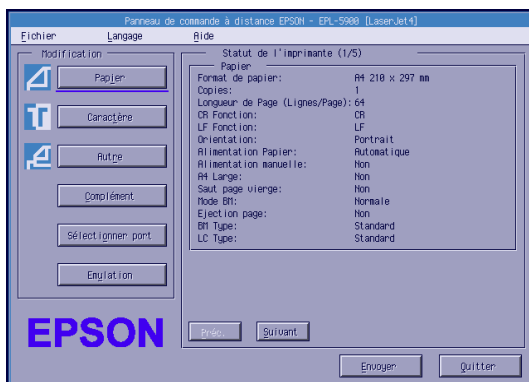 Panneau de commande à distance EPSON - EPL-5900 [LaserJet4]
Fichier Langage Aide
Modification
Papier
Caractère
Autre
Complément
Sélectionner port
Emulation
EPSON
Statut de l'imprimante (1/5)
Papier
Format de papier: A4 210 x 297 mm
Copies: 1
Longueur de Page (Lignes/Page): 64
CR Fonction: CR
LF Fonction: LF
Orientation: Portrait
Alimentation Papier: Automatique
Alimentation manuelle: Non
A4 Large: Non
Saut page vierge: Non
Mode BM: Normale
Ejection page: Non
BM Type: Standard
LC Type: Standard
Préc. Suivant
Envoyer Quitter